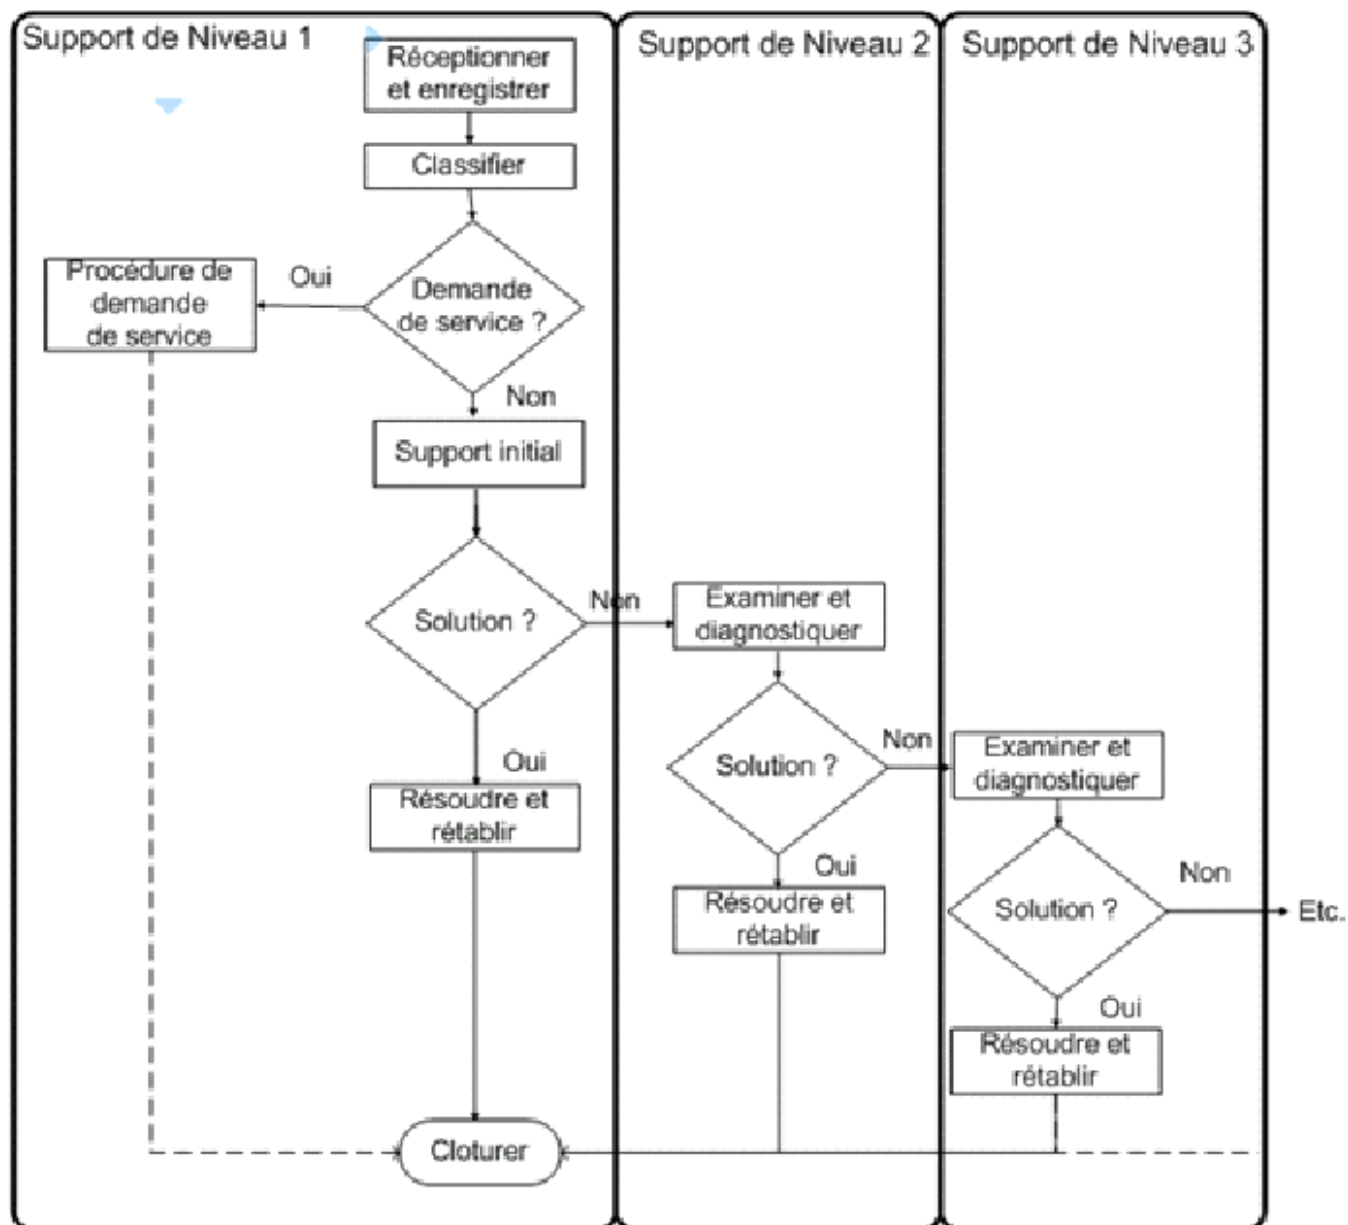 Support de Niveau 1
Support de Niveau 2
Support de Niveau 3
Réceptionner
et enregistrer
Classifier
Demande
de service ?
Oui
Procédure de
demande
de service
Non
Support initial
Solution ?
Non
Oui
Résoudre et
rétablir
Examiner et
diagnostiquer
Solution ?
Non
Oui
Résoudre et
rétablir
Examiner et
diagnostiquer
Solution ?
Non
Etc.
Oui
Résoudre et
rétablir
Cloturer